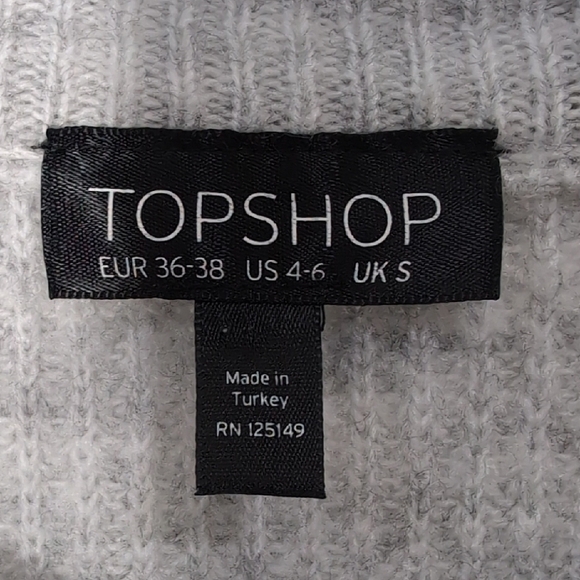 TOPSHOP
EUR 36-38 US 4-6 UK S
Made in
Turkey
RN 125149